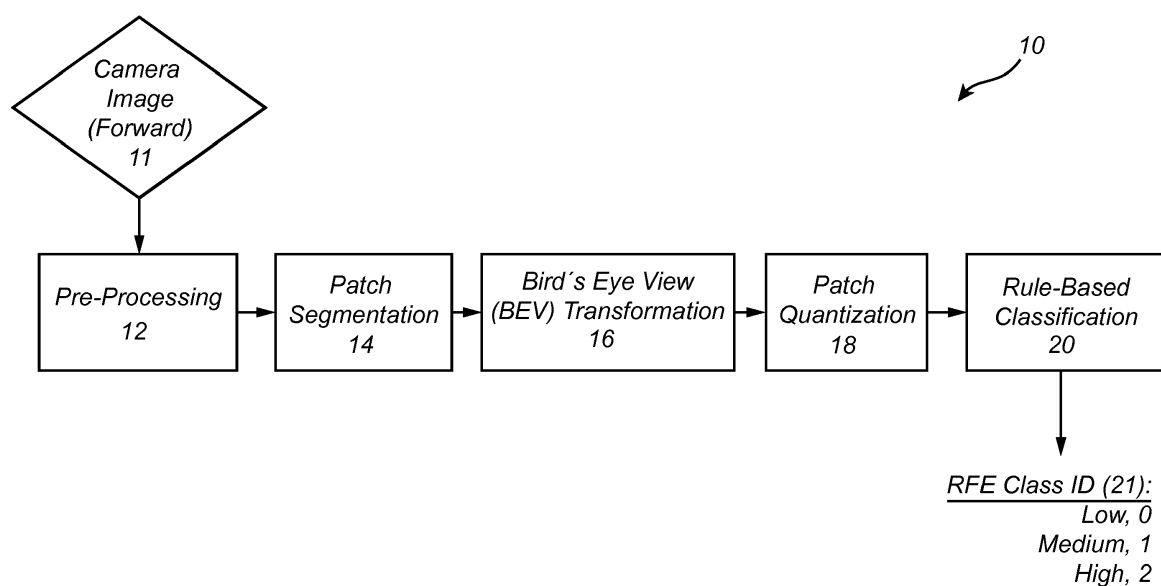 10
Camera
Image
(Forward)
11
Pre-Processing
12
Patch
Segmentation
14
Bird´s Eye View
(BEV) Transformation
16
Patch
Quantization
18
Rule-Based
Classification
20
RFE Class ID (21):
Low, 0
Medium, 1
High, 2